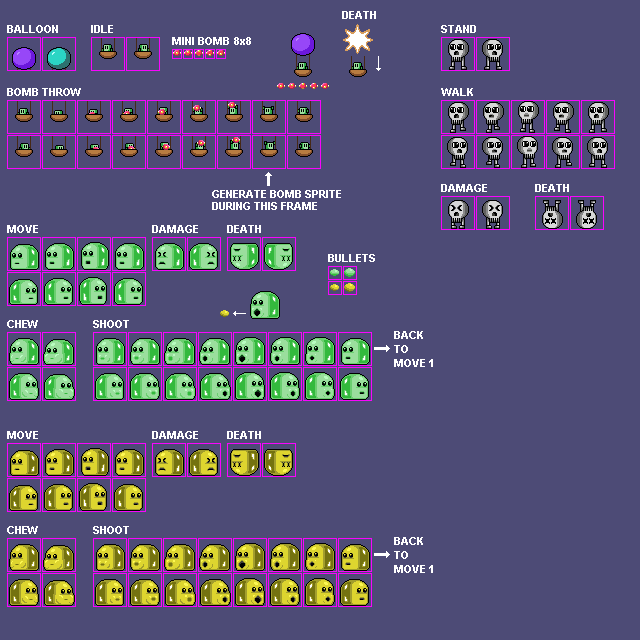 BALLOON
IDLE
MINI BOMB 8x8
DEATH
STAND
BOMB THROW
WALK
GENERATE BOMB SPRITE
DURING THIS FRAME
DAMAGE
DEATH
MOVE
DAMAGE
DEATH
BULLETS
CHEW
SHOOT
BACK
TO
MOVE 1
MOVE
DAMAGE
DEATH
CHEW
SHOOT
BACK
TO
MOVE 1